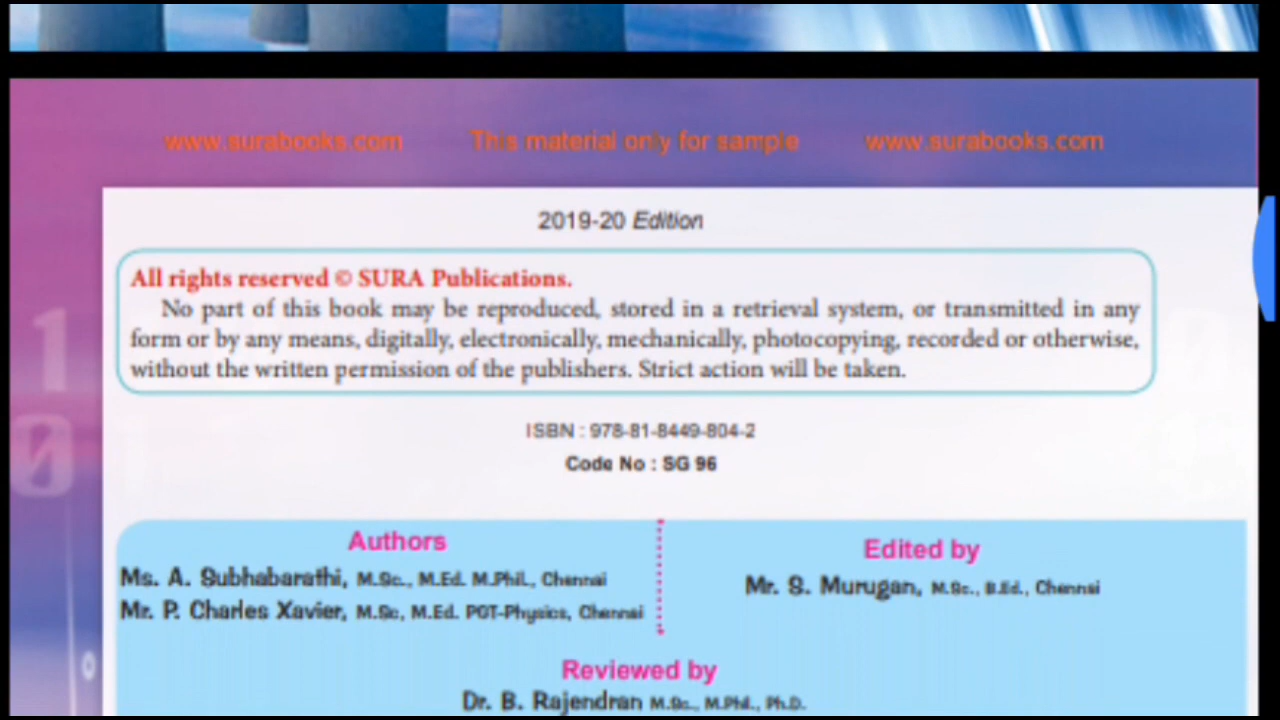 www.surabooks.com This material only for sample www.surabooks.com
2019-20 Edition
All rights reserved © SURA Publications.
No part of this book may be reproduced, stored in a retrieval system, or transmitted in any
form or by any means, digitally, electronically, mechanically, photocopying, recorded or otherwise,
without the written permission of the publishers. Strict action will be taken.
ISBN : 978-81-8449-804-2
Code No : SG 96
Authors
Ms. A. Subhabarathi, M.Sc., M.Ed. M.Phil., Chennai
Mr. P. Charles Xavier, M.Sc, M.Ed. PGT-Physics, Chennai
Edited by
Mr. S. Murugan, M.Sc., B.Ed., Chennai
Reviewed by
Dr. B. Rajendran M.Sc., M.Phil., Ph.D.
1
0
0